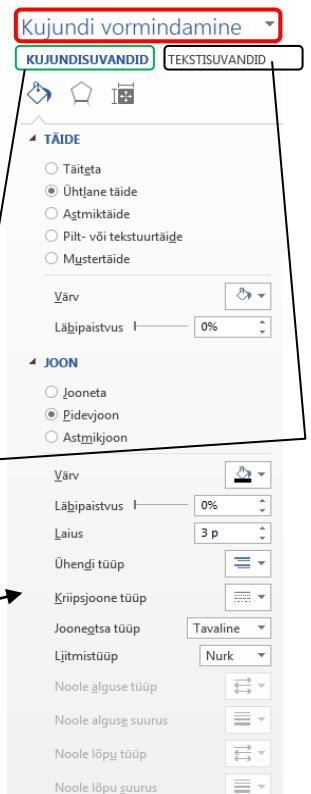 Kujundi vormindamine
KUJUNDISUVANDID TEKSTISUVANDID
TÄIDE
Täiteta
Ühtlane täide
Astmiktäide
Pilt- või tekstuurtäide
Mustertäide
Värv
Läbipaistvus 0%
JOON
Jooneta
Pidevjoon
Astmikjoon
Värv
Läbipaistvus 0%
Laius 3 p
Ühendi tüüp
Kriipsjoone tüüp
Jooneotsa tüüp Tavaline
Liitmistüüp Nurk
Noole alguse tüüp
Noole alguse suurus
Noole lõpu tüüp
Noole lõpu suurus